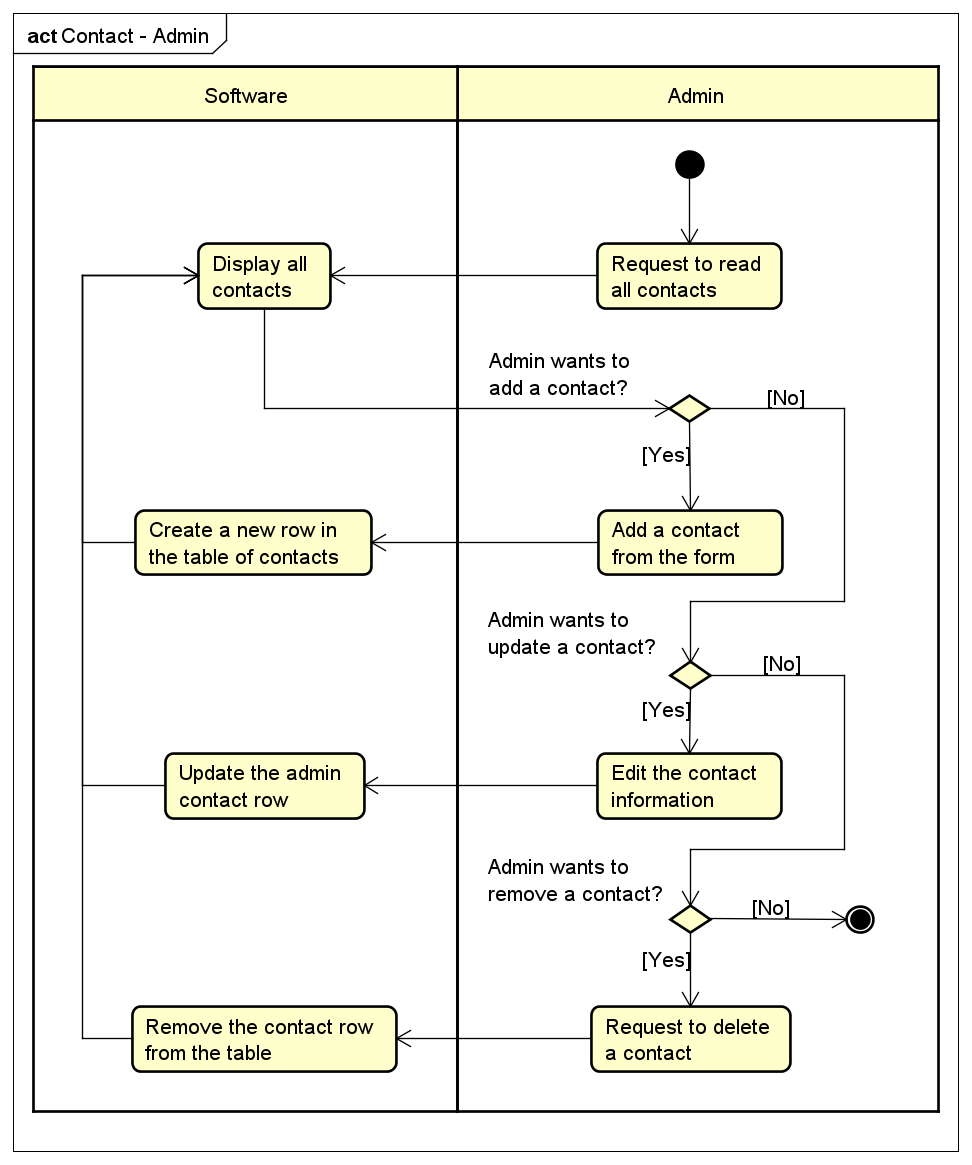 act Contact - Admin
Software
Admin
Display all
contacts
Request to read
all contacts
Admin wants to
add a contact?
[No]
[Yes]
Create a new row in
the table of contacts
Add a contact
from the form
Admin wants to
update a contact?
[No]
[Yes]
Update the admin
contact row
Edit the contact
information
Admin wants to
remove a contact?
[No]
[Yes]
Remove the contact row
from the table
Request to delete
a contact